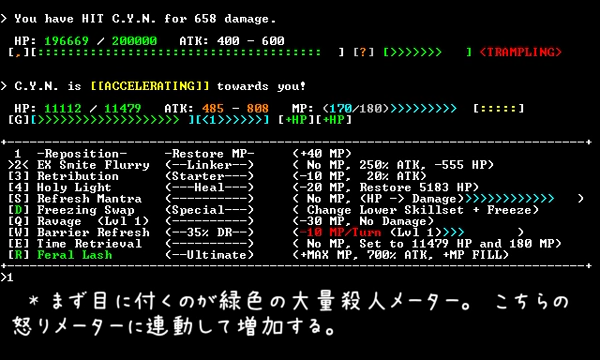 > You have HIT C.Y.N. for 658 damage.
HP: 196669 / 200000 ATK: 400 - 600
[,][:::::::::::::::::::::::::::::::::::::::: ] [?] [>>>>>>> ] <TRAMPLING>
> C.Y.N. is [[ACCELERATING]] towards you!
HP: 11112 / 11479 ATK: 485 - 808 MP: <170/180>>>>>>>>>>> [:::::]
[G][>>>>>>>>>>>>>>>>>>>> ][<1>>>>>>] [+HP][+HP]
1 -Reposition- -Restore MP- (+40 MP)
>2< EX Smite Flurry (--Linker---) ( No MP, 250% ATK, -555 HP)
[3] Retribution (Starter---) (-10 MP, 20% ATK)
[4] Holy Light (---Heal---) (-20 MP, Restore 5183 HP)
[S] Refresh Mantra (----------) ( No MP, (HP -> Damage)>>>>>>>>>>>> )
[D] Freezing Swap (Special---) ( Change Lower Skillset + Freeze)
[Q] Ravage (Lvl 1) (----------) (-30 MP, No Damage)
[W] Barrier Refresh (--35% DR--) (-10 MP/Turn (Lvl 1)>>> )
[E] Time Retrieval (----------) ( No MP, Set to 11479 HP and 180 MP)
[R] Feral Lash (--Ultimate) (+MAX MP, 700% ATK, +MP FILL)
>1
*まず目に付くのが緑色の大量殺人メーター。 こちらの
怒りメーターに連動して増加する。